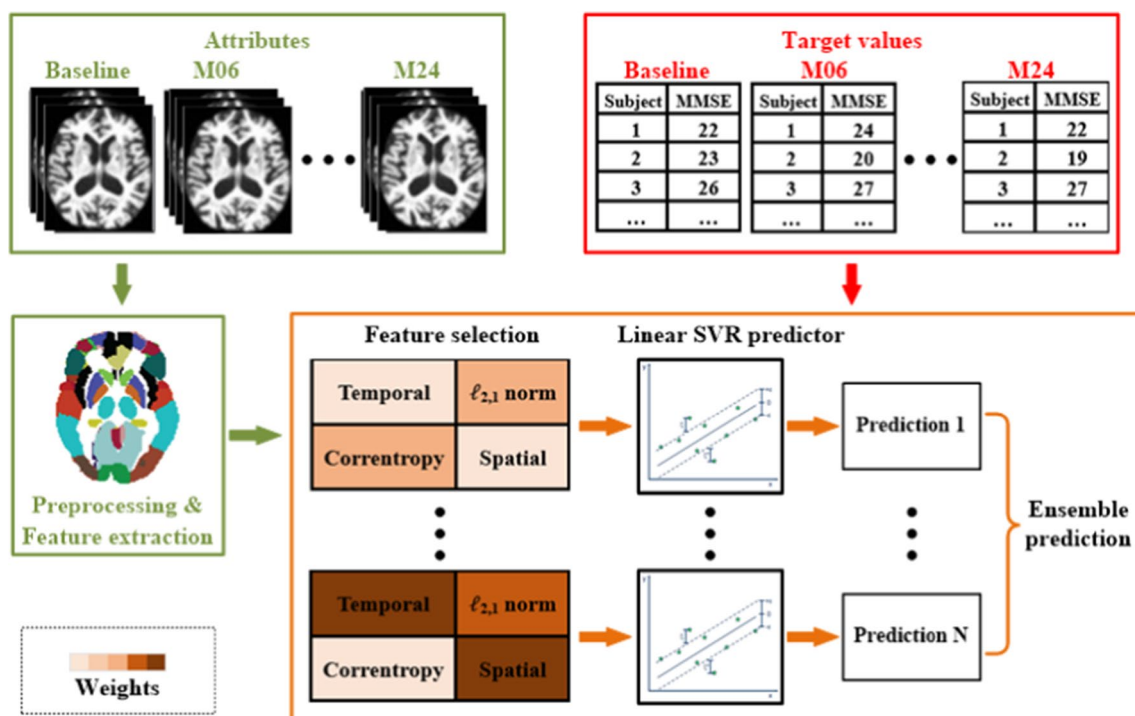 Attributes
Baseline M06 M24
Target values
Baseline M06 M24
Subject MMSE Subject MMSE Subject MMSE
1 22 1 24 1 22
2 23 2 20 2 19
3 26 3 27 3 27
... ... ... ... ... ...
Preprocessing &
Feature extraction
Feature selection Linear SVR predictor
Temporal ℓ2,1 norm
Correntropy Spatial
Prediction 1
Ensemble
prediction
Temporal ℓ2,1 norm
Correntropy Spatial
Prediction N
Weights